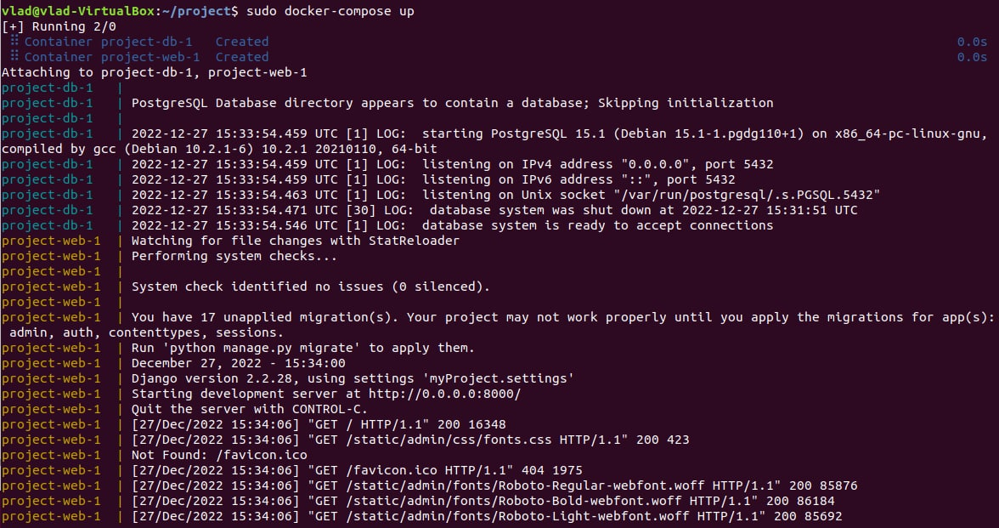 vlad@vlad-VirtualBox:~/project$ sudo docker-compose up
[+] Running 2/0
 ⠿ Container project-db-1   Created                                                                                          0.0s
 ⠿ Container project-web-1  Created                                                                                          0.0s
Attaching to project-db-1, project-web-1
project-db-1   |
project-db-1   | PostgreSQL Database directory appears to contain a database; Skipping initialization
project-db-1   |
project-db-1   | 2022-12-27 15:33:54.459 UTC [1] LOG:  starting PostgreSQL 15.1 (Debian 15.1-1.pgdg110+1) on x86_64-pc-linux-gnu,
compiled by gcc (Debian 10.2.1-6) 10.2.1 20210110, 64-bit
project-db-1   | 2022-12-27 15:33:54.459 UTC [1] LOG:  listening on IPv4 address "0.0.0.0", port 5432
project-db-1   | 2022-12-27 15:33:54.459 UTC [1] LOG:  listening on IPv6 address "::", port 5432
project-db-1   | 2022-12-27 15:33:54.463 UTC [1] LOG:  listening on Unix socket "/var/run/postgresql/.s.PGSQL.5432"
project-db-1   | 2022-12-27 15:33:54.471 UTC [30] LOG:  database system was shut down at 2022-12-27 15:31:51 UTC
project-db-1   | 2022-12-27 15:33:54.546 UTC [1] LOG:  database system is ready to accept connections
project-web-1  | Watching for file changes with StatReloader
project-web-1  | Performing system checks...
project-web-1  |
project-web-1  | System check identified no issues (0 silenced).
project-web-1  |
project-web-1  | You have 17 unapplied migration(s). Your project may not work properly until you apply the migrations for app(s):
 admin, auth, contenttypes, sessions.
project-web-1  | Run 'python manage.py migrate' to apply them.
project-web-1  | December 27, 2022 - 15:34:00
project-web-1  | Django version 2.2.28, using settings 'myProject.settings'
project-web-1  | Starting development server at http://0.0.0.0:8000/
project-web-1  | Quit the server with CONTROL-C.
project-web-1  | [27/Dec/2022 15:34:06] "GET / HTTP/1.1" 200 16348
project-web-1  | [27/Dec/2022 15:34:06] "GET /static/admin/css/fonts.css HTTP/1.1" 200 423
project-web-1  | Not Found: /favicon.ico
project-web-1  | [27/Dec/2022 15:34:06] "GET /favicon.ico HTTP/1.1" 404 1975
project-web-1  | [27/Dec/2022 15:34:06] "GET /static/admin/fonts/Roboto-Regular-webfont.woff HTTP/1.1" 200 85876
project-web-1  | [27/Dec/2022 15:34:06] "GET /static/admin/fonts/Roboto-Bold-webfont.woff HTTP/1.1" 200 86184
project-web-1  | [27/Dec/2022 15:34:06] "GET /static/admin/fonts/Roboto-Light-webfont.woff HTTP/1.1" 200 85692